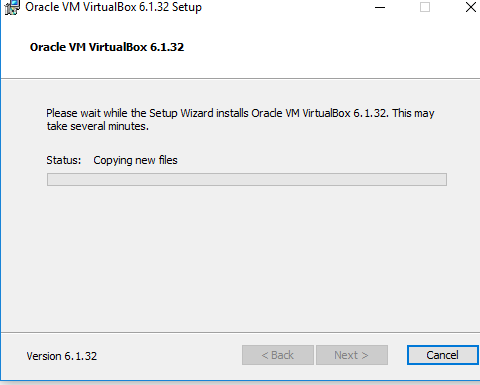 Oracle VM VirtualBox 6.1.32 Setup
Oracle VM VirtualBox 6.1.32
Please wait while the Setup Wizard installs Oracle VM VirtualBox 6.1.32. This may
take several minutes.
Status: Copying new files
Version 6.1.32
< Back
Next >
Cancel